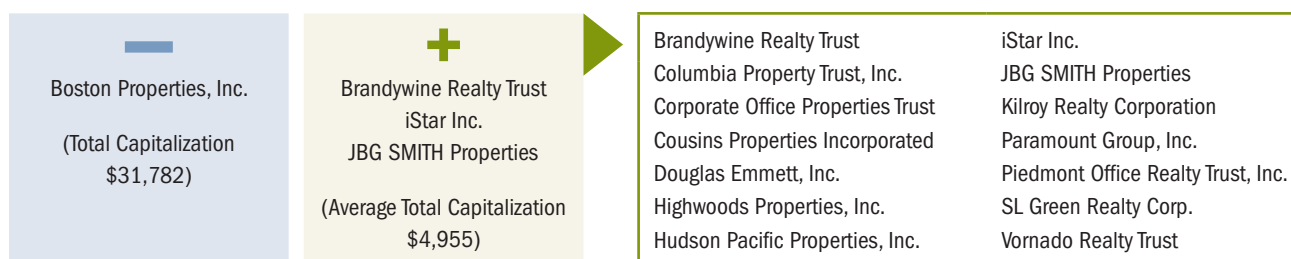 Boston Properties, Inc.
(Total Capitalization
$31,782)
Brandywine Realty Trust
iStar Inc.
JBG SMITH Properties
(Average Total Capitalization
$4,955)
Brandywine Realty Trust
Columbia Property Trust, Inc.
Corporate Office Properties Trust
Cousins Properties Incorporated
Douglas Emmett, Inc.
Highwoods Properties, Inc.
Hudson Pacific Properties, Inc.
iStar Inc.
JBG SMITH Properties
Kilroy Realty Corporation
Paramount Group, Inc.
Piedmont Office Realty Trust, Inc.
SL Green Realty Corp.
Vornado Realty Trust